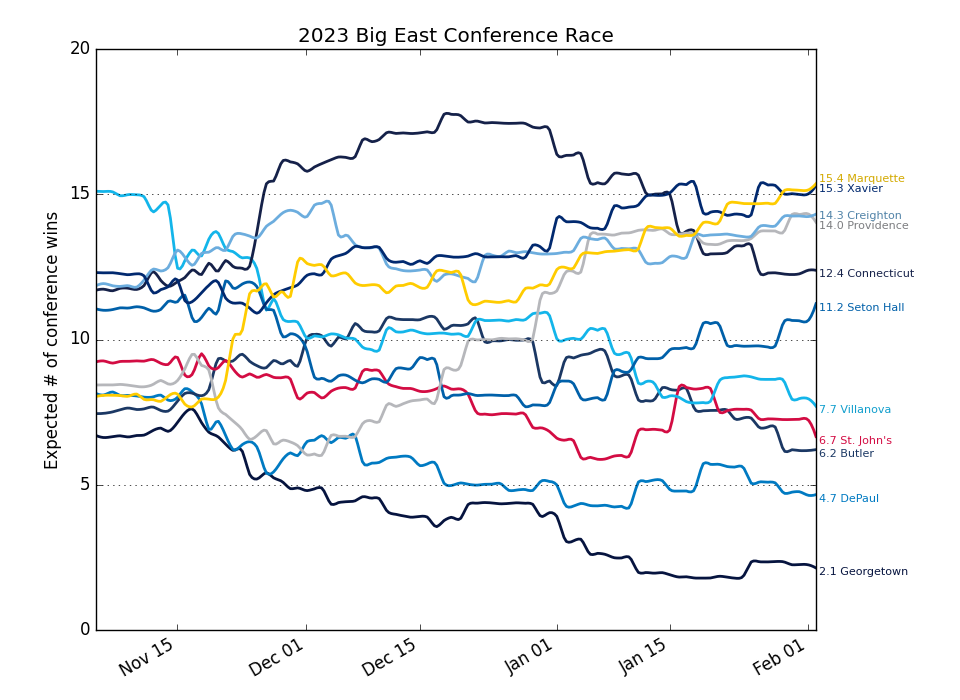 2023 Big East Conference Race
Expected # of conference wins
20
15
10
5
0
15.4 Marquette
15.3 Xavier
14.3 Creighton
14.0 Providence
12.4 Connecticut
11.2 Seton Hall
7.7 Villanova
6.7 St. John's
6.2 Butler
4.7 DePaul
2.1 Georgetown
Nov 15
Dec 01
Dec 15
Jan 01
Jan 15
Feb 01